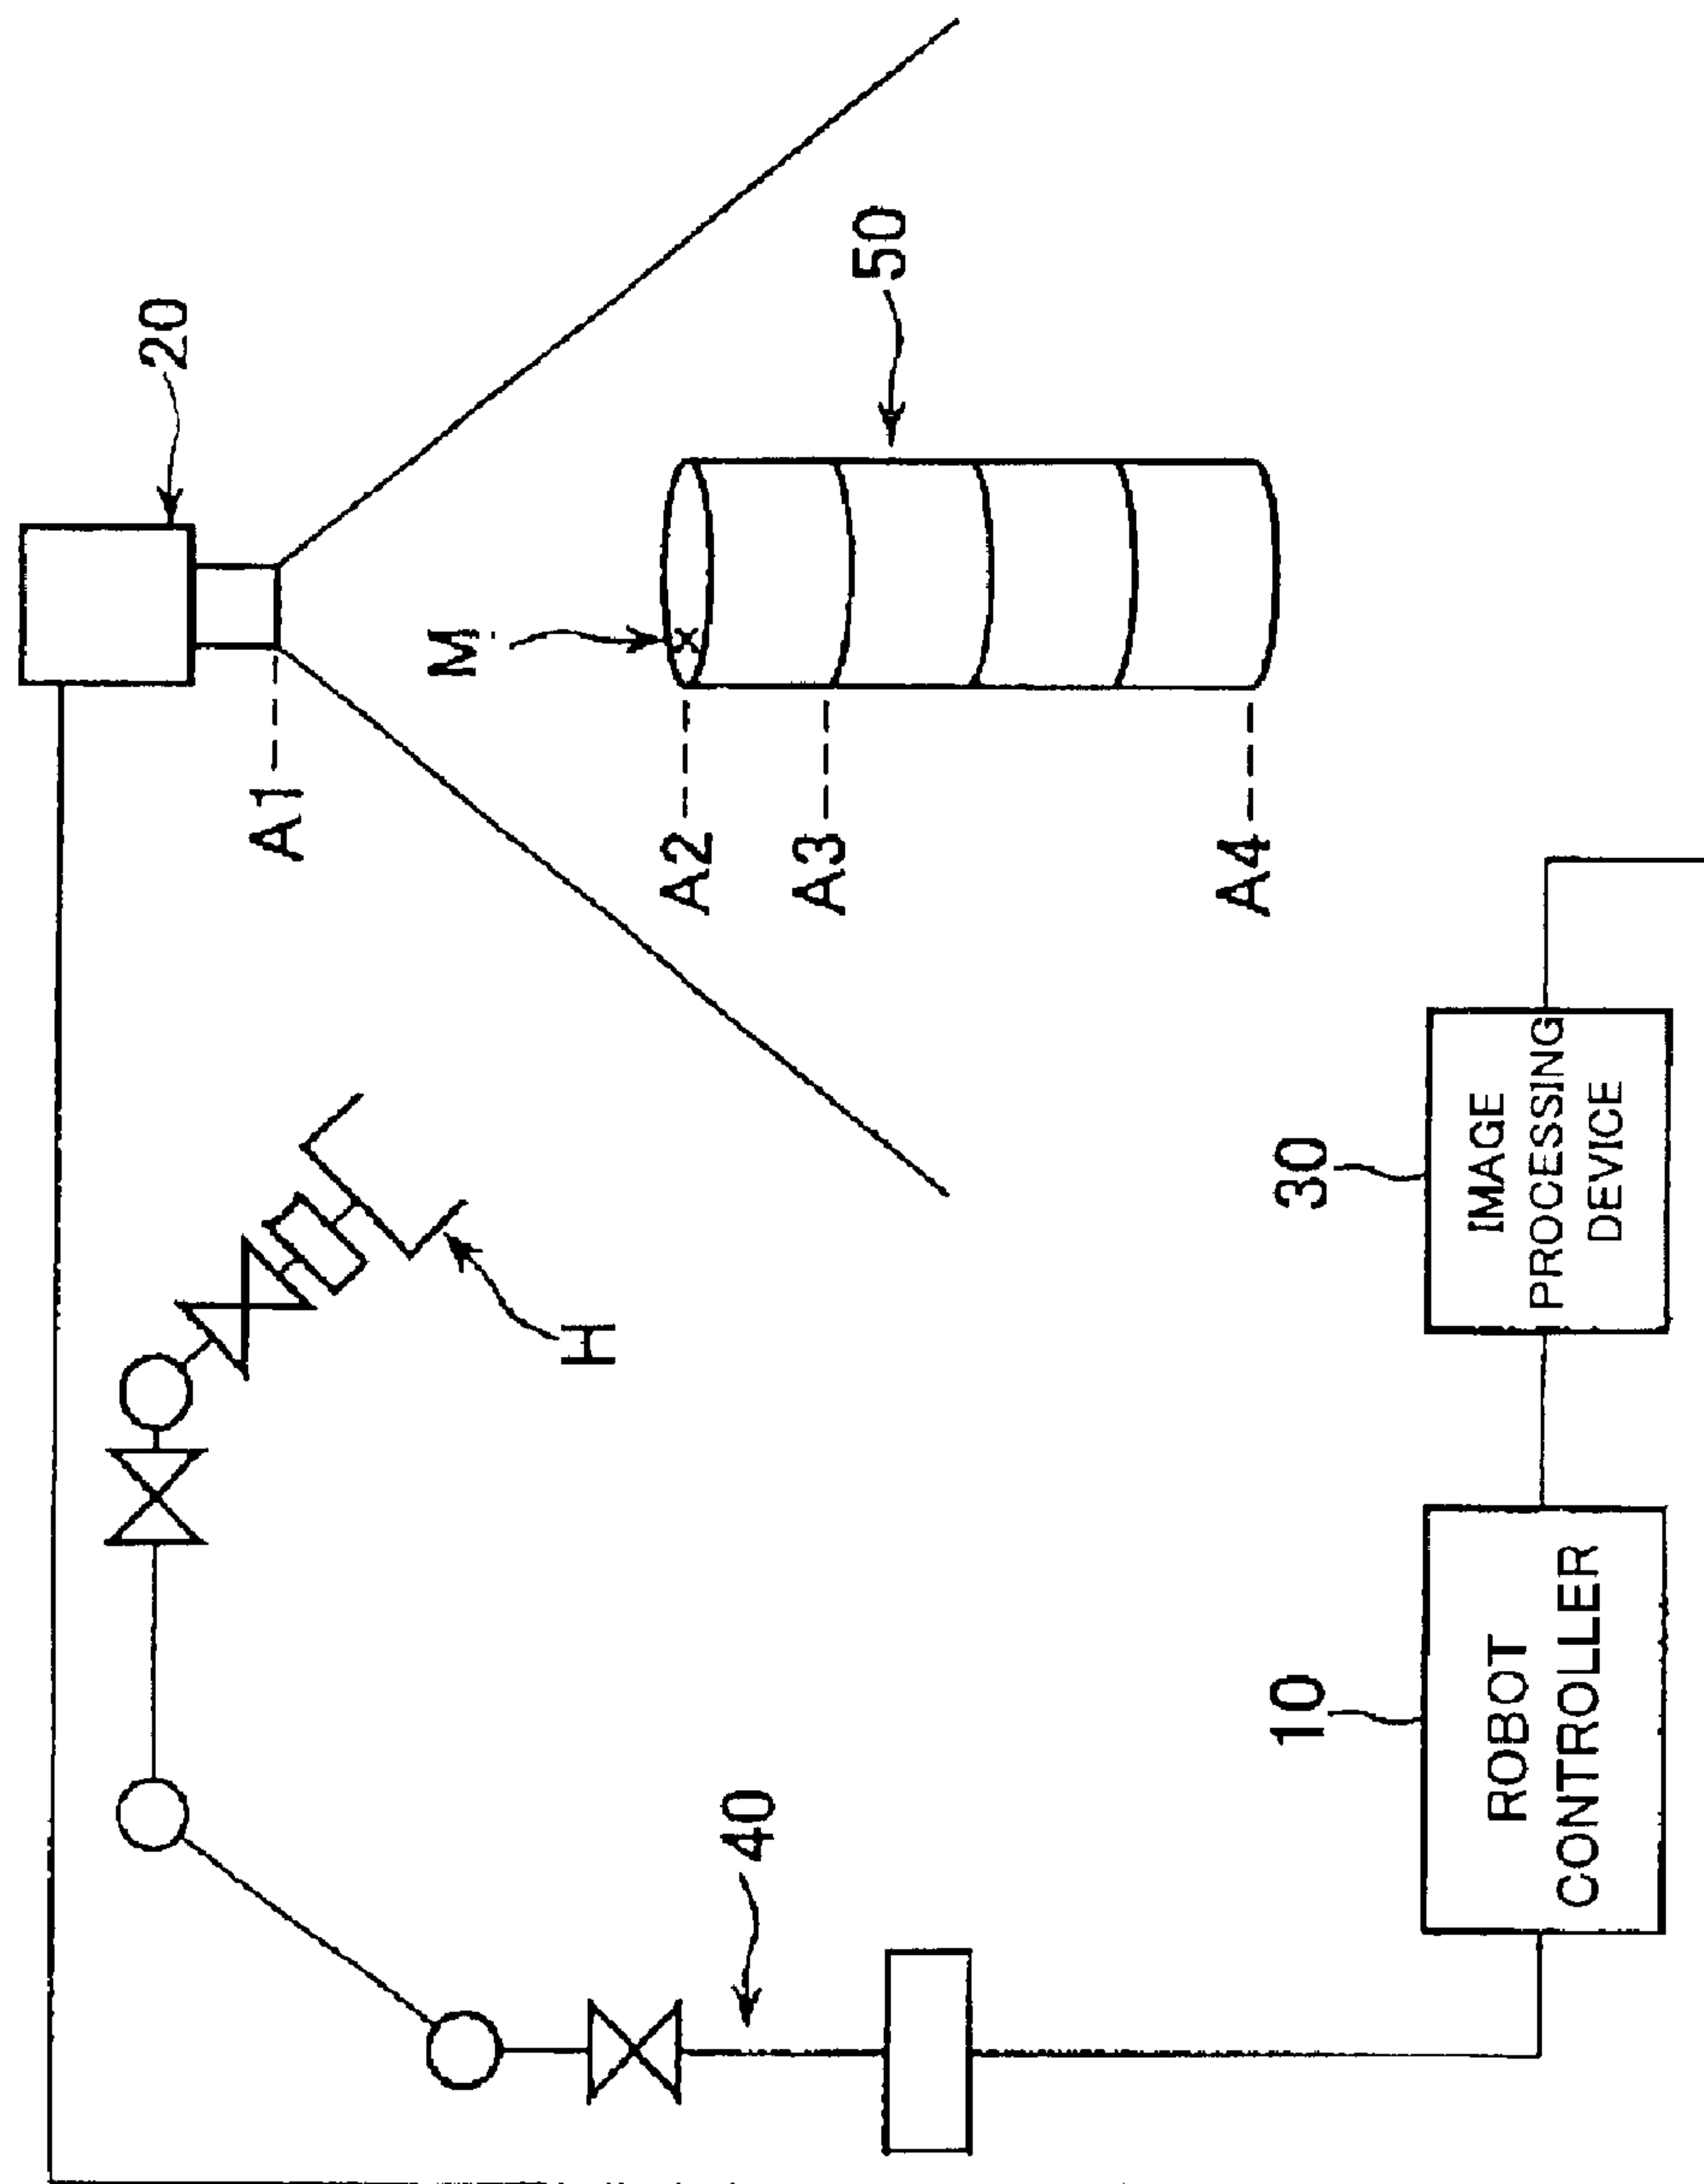 20
A1
M
H
A2
40
A3
50
A4
10
30
ROBOT
CONTROLLER
IMAGE
PROCESSING
DEVICE